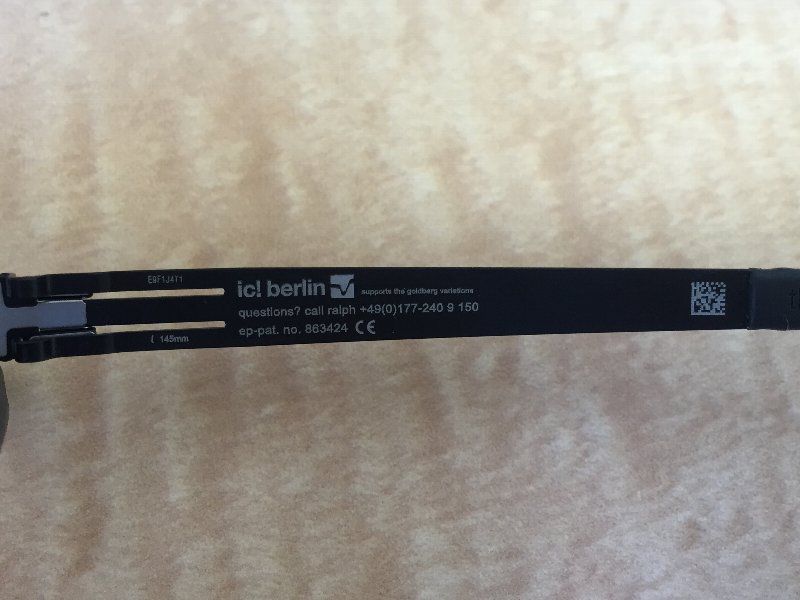 E9F1J4T1
ic! berlin supports the goldberg variations
questions? call ralph +49(0)177-240 9 150
ep-pat. no. 863424 CE
l 145mm